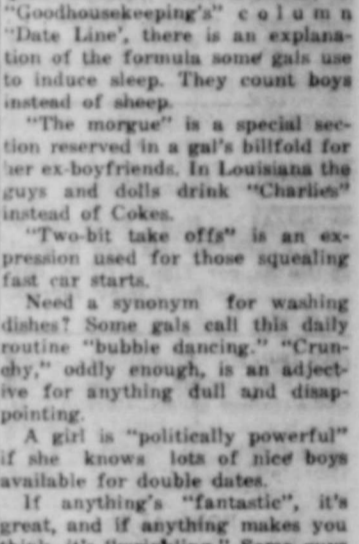 "Goodhousekeeping's" column
"Date Line', there is an explana-
tion of the formula some gals use
to induce sleep. They count boys
instead of sheep.
"The morgue" is a special sec-
tion reserved in a gal's billfold for
her ex-boyfriends. In Louisiana the
guys and dolls drink "Charlies"
instead of Cokes.
"Two-bit take offs" is an ex-
pression used for those squealing
fast car starts.
Need a synonym for washing
dishes? Some gals call this daily
routine "bubble dancing." "Crun-
chy," oddly enough, is an adject-
ive for anything dull and disap-
pointing.
A girl is "politically powerful"
if she knows lots of nice boys
available for double dates.
If anything's "fantastic", it's
great, and if anything makes you